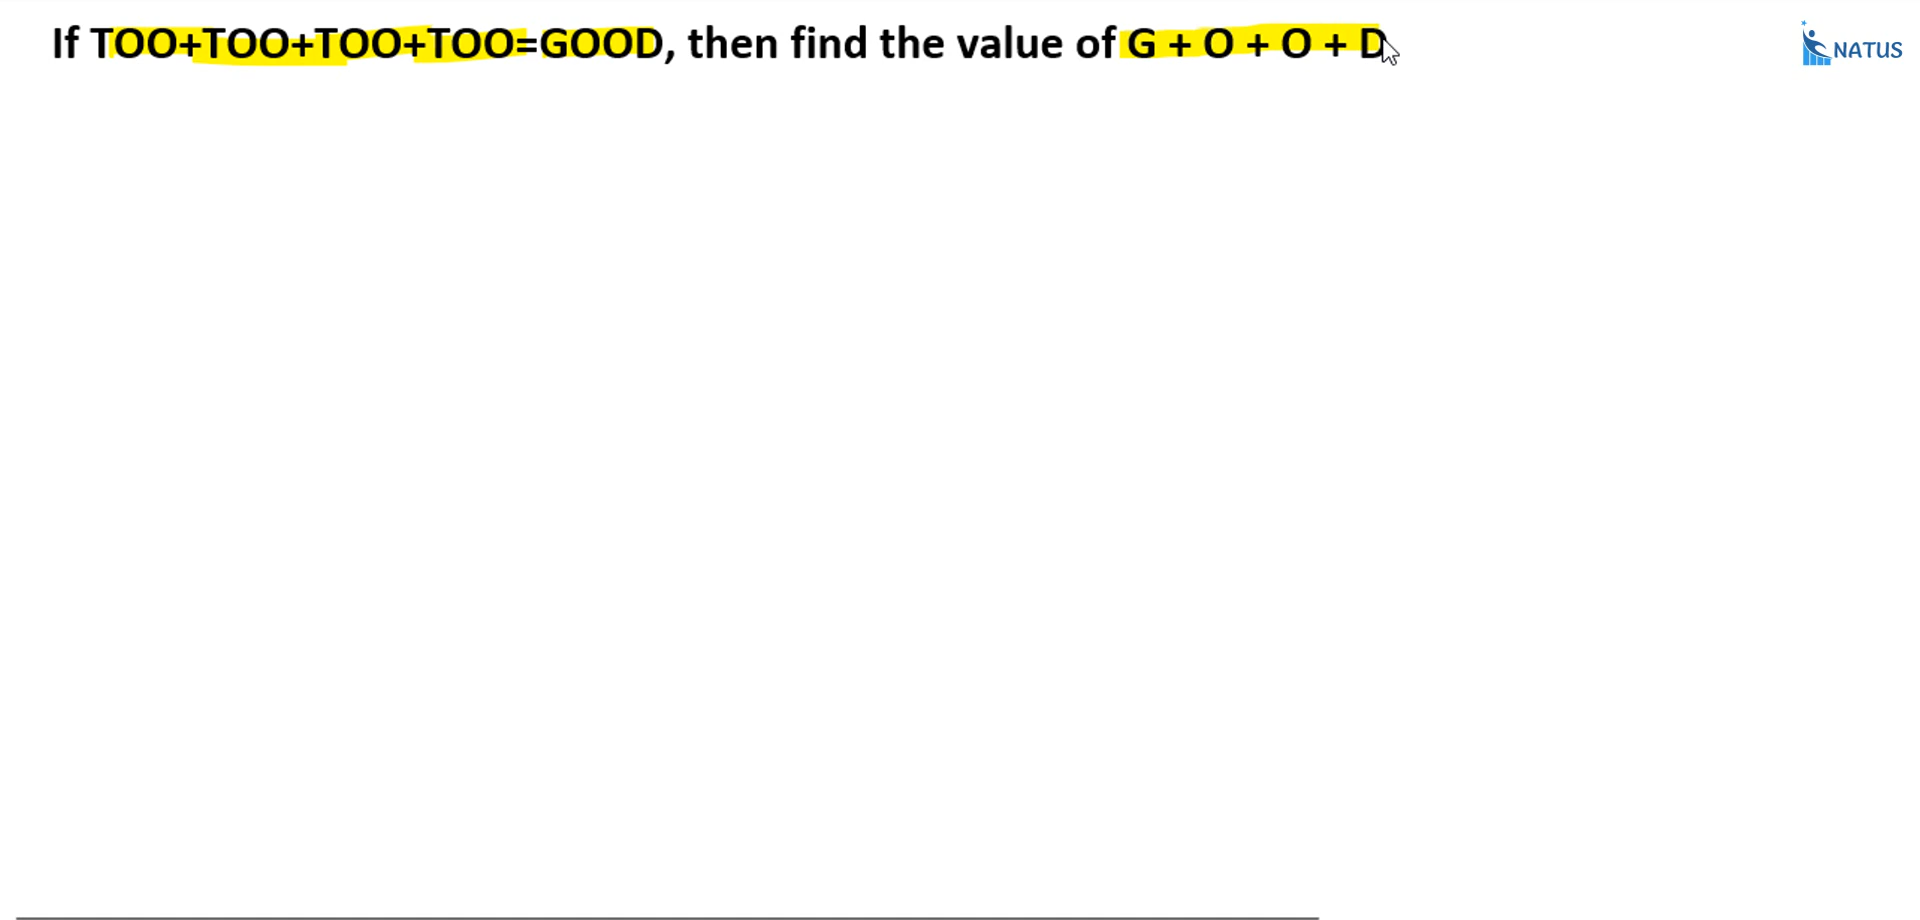 If TOO+TOO+TOO+TOO=GOOD, then find the value of G + O + O + D
NATUS